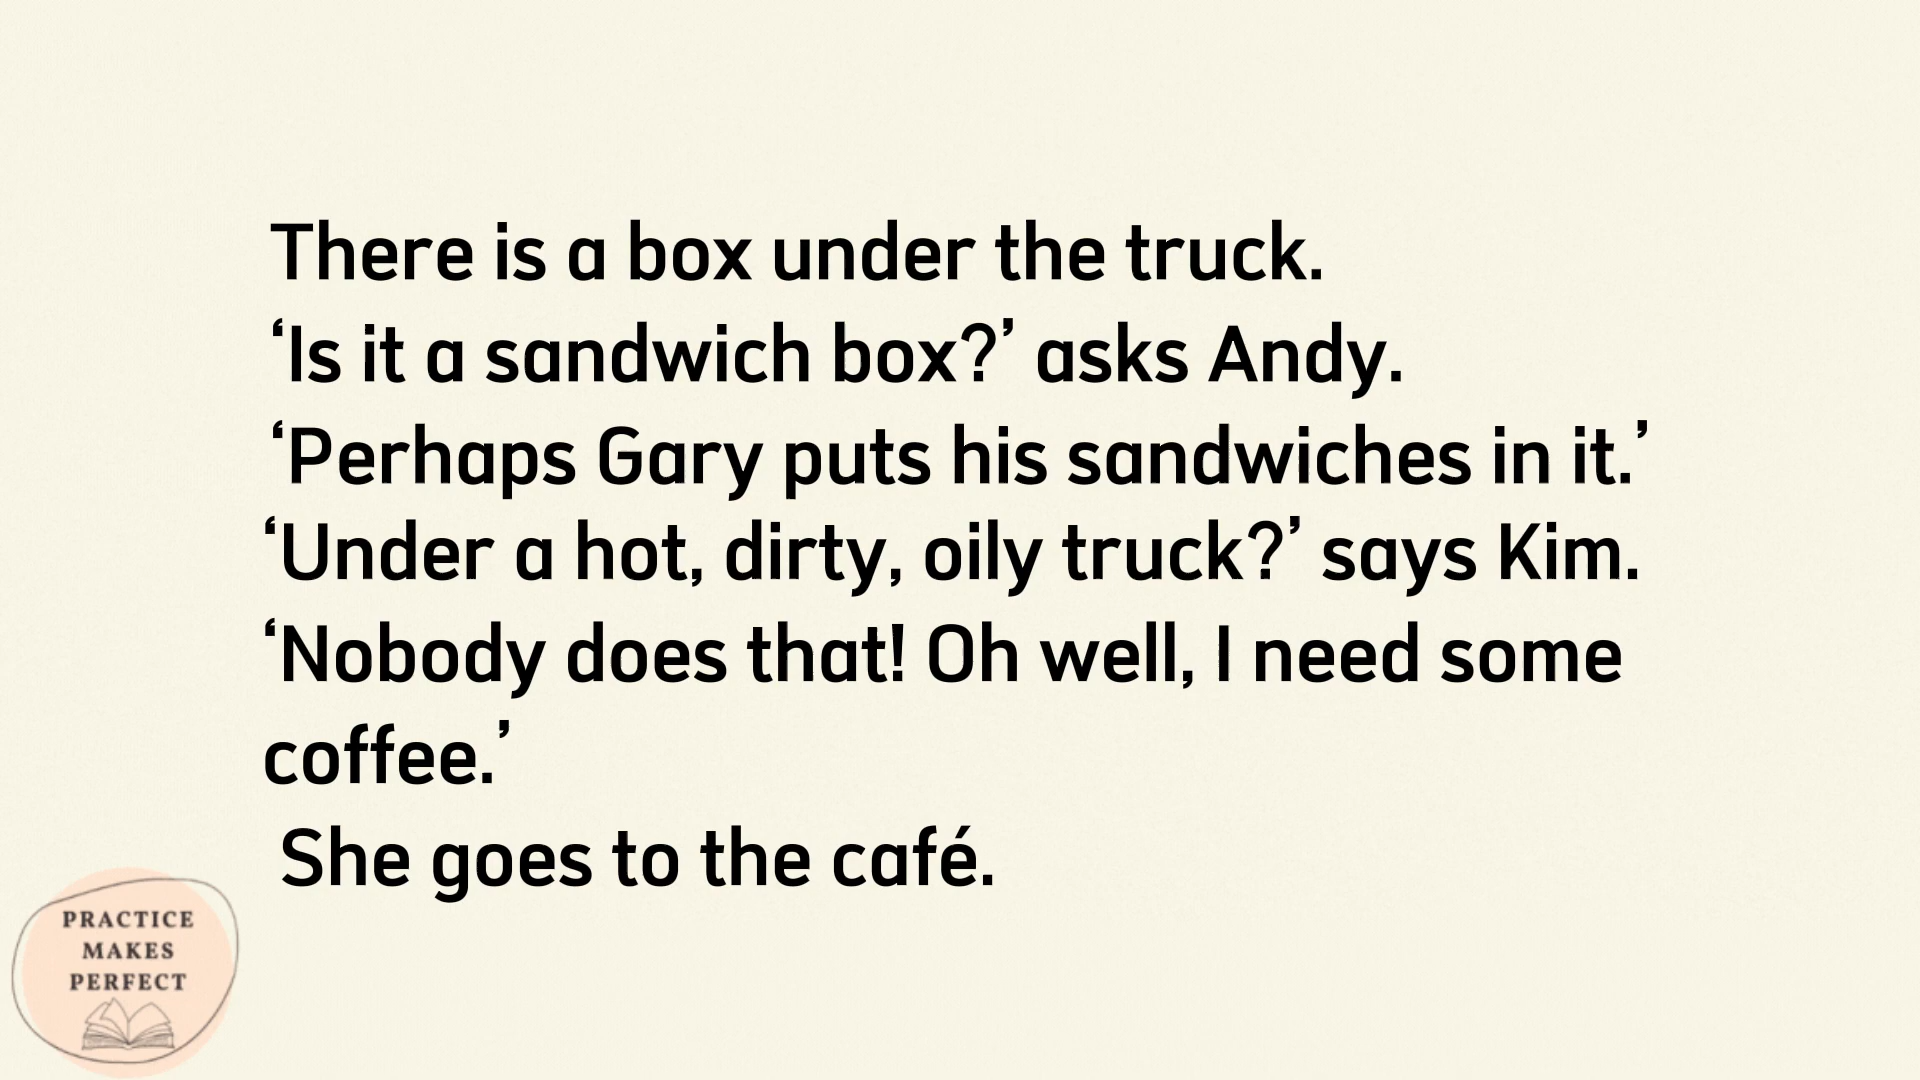 There is a box under the truck.
‘Is it a sandwich box?’ asks Andy.
‘Perhaps Gary puts his sandwiches in it.’
‘Under a hot, dirty, oily truck?’ says Kim.
‘Nobody does that! Oh well, I need some
coffee.’
She goes to the café.
PRACTICE
MAKES
PERFECT